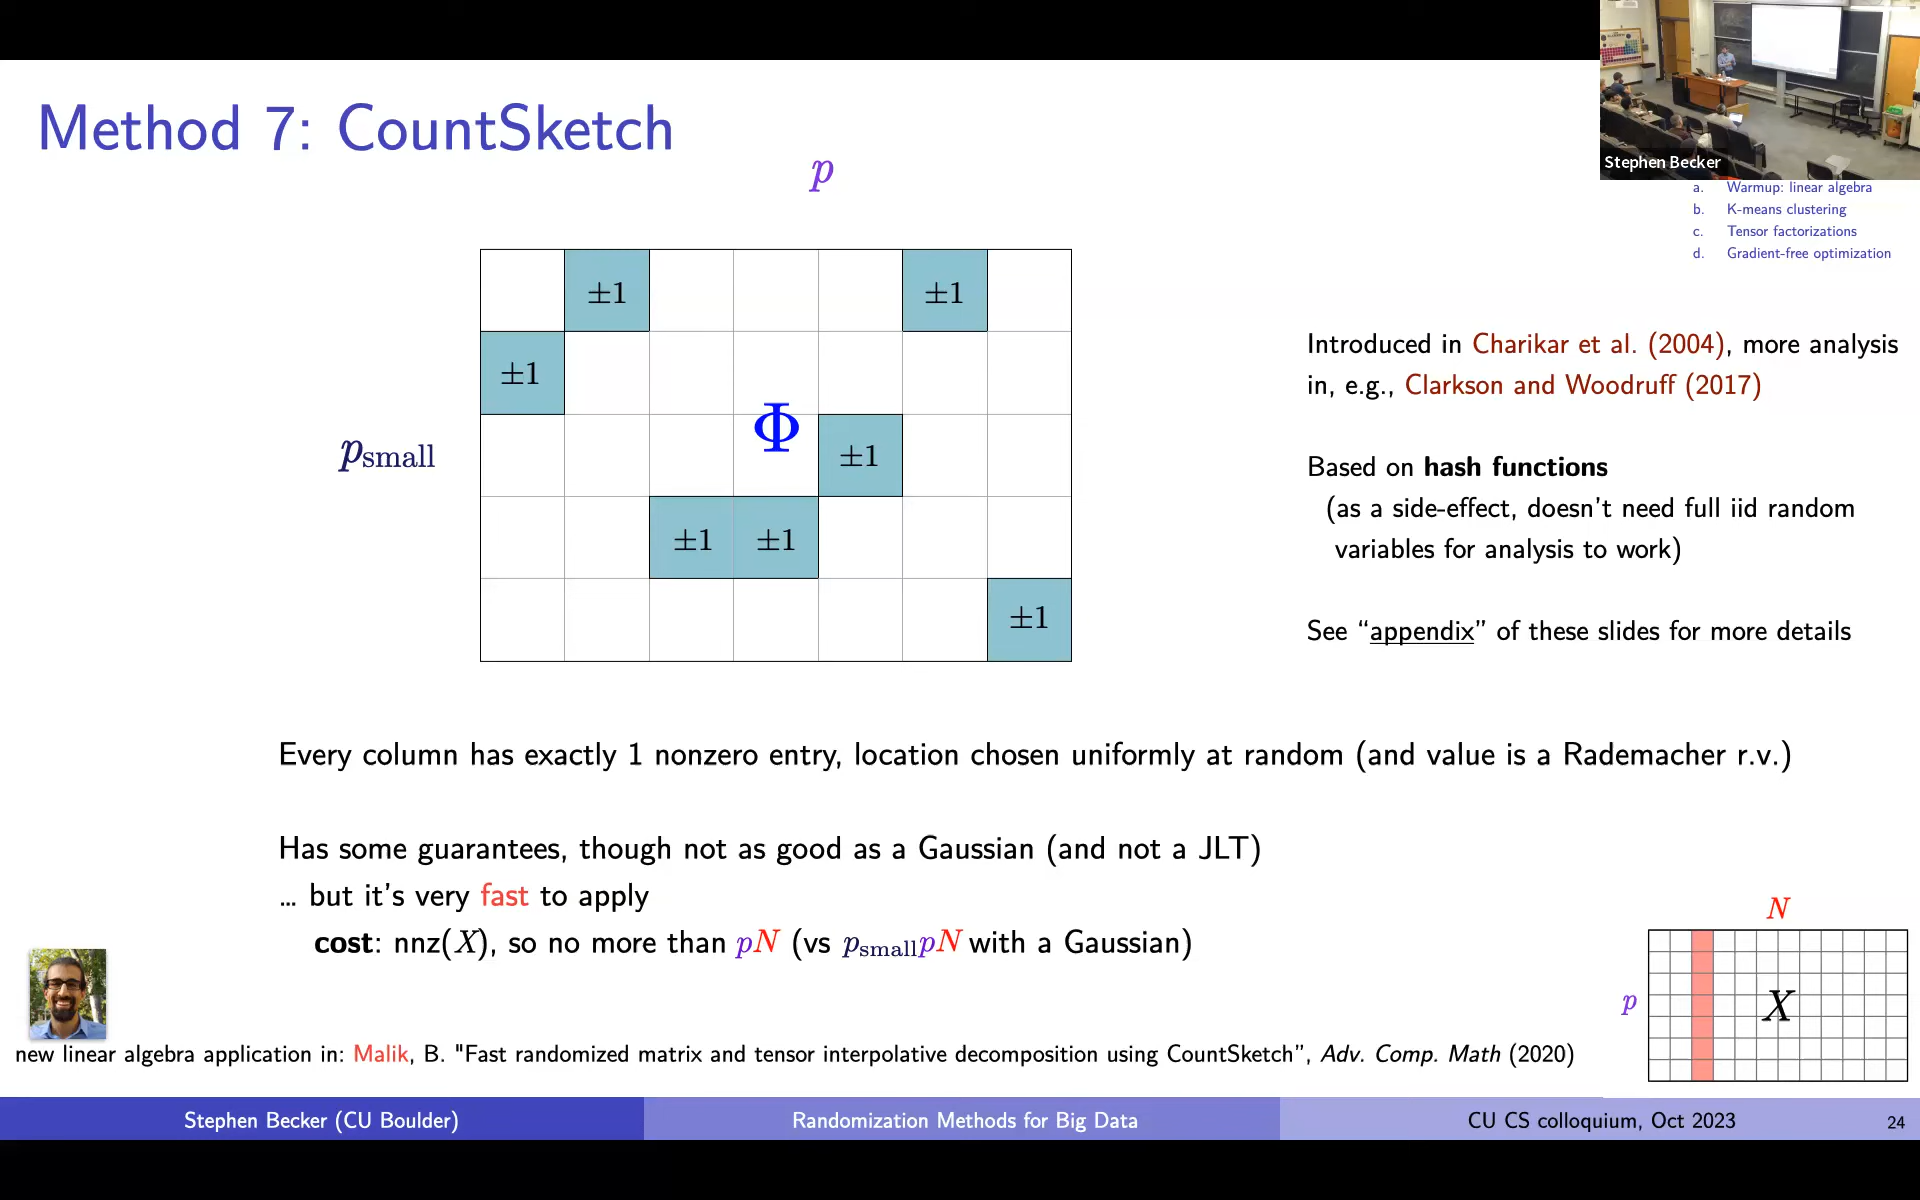 Method 7: CountSketch
Stephen Becker
a. Warmup: linear algebra
b. K-means clustering
c. Tensor factorizations
d. Gradient-free optimization
p
±1 ±1
±1
Φ
p_small
±1
±1 ±1
±1
Introduced in Charikar et al. (2004), more analysis
in, e.g., Clarkson and Woodruff (2017)
Based on hash functions
(as a side-effect, doesn't need full iid random
variables for analysis to work)
See “appendix” of these slides for more details
Every column has exactly 1 nonzero entry, location chosen uniformly at random (and value is a Rademacher r.v.)
Has some guarantees, though not as good as a Gaussian (and not a JLT)
... but it's very fast to apply
cost: nnz(X), so no more than pN (vs p_small pN with a Gaussian)
N
p
X
new linear algebra application in: Malik, B. "Fast randomized matrix and tensor interpolative decomposition using CountSketch”, Adv. Comp. Math (2020)
Stephen Becker (CU Boulder)
Randomization Methods for Big Data
CU CS colloquium, Oct 2023
24